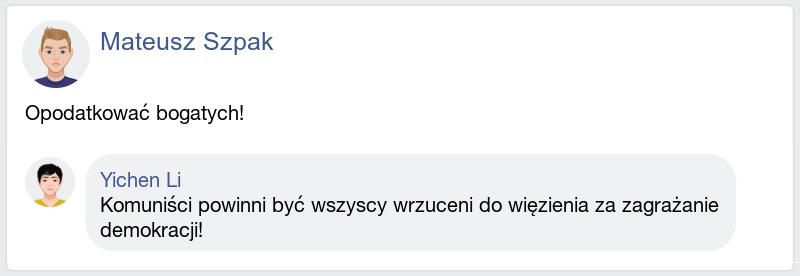 Mateusz Szpak
Opodatkować bogatych!
Yichen Li
Komuniści powinni być wszyscy wrzuceni do więzienia za zagrażanie
demokracji!